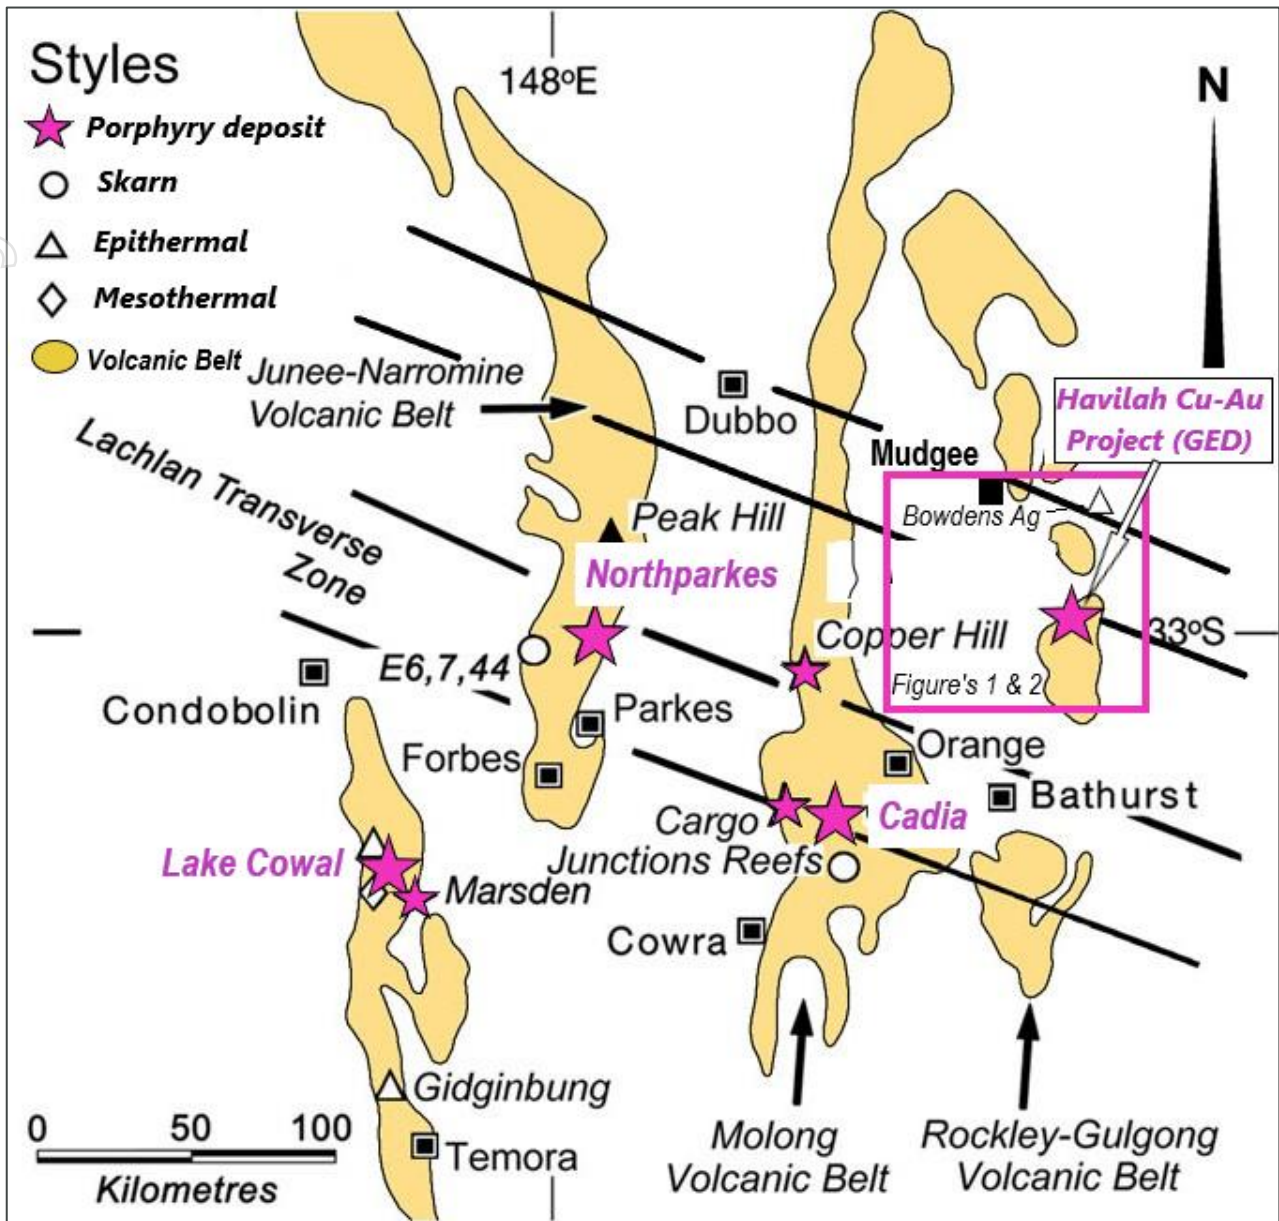 Styles
Porphyry deposit
Skarn
Epithermal
Mesothermal
Volcanic Belt
148ºE
N
Junee-Narromine
Volcanic Belt
Dubbo
Havilah Cu-Au
Project (GED)
Mudgee
Lachlan Transverse
Zone
Bowdens Ag
Peak Hill
Northparkes
Copper Hill
33ºS
E6,7,44
Figure's 1 & 2
Condobolin
Parkes
Forbes
Orange
Bathurst
Cargo
Cadia
Lake Cowal
Junctions Reefs
Marsden
Cowra
Gidginbung
Temora
0 50 100
Kilometres
Molong
Volcanic Belt
Rockley-Gulgong
Volcanic Belt